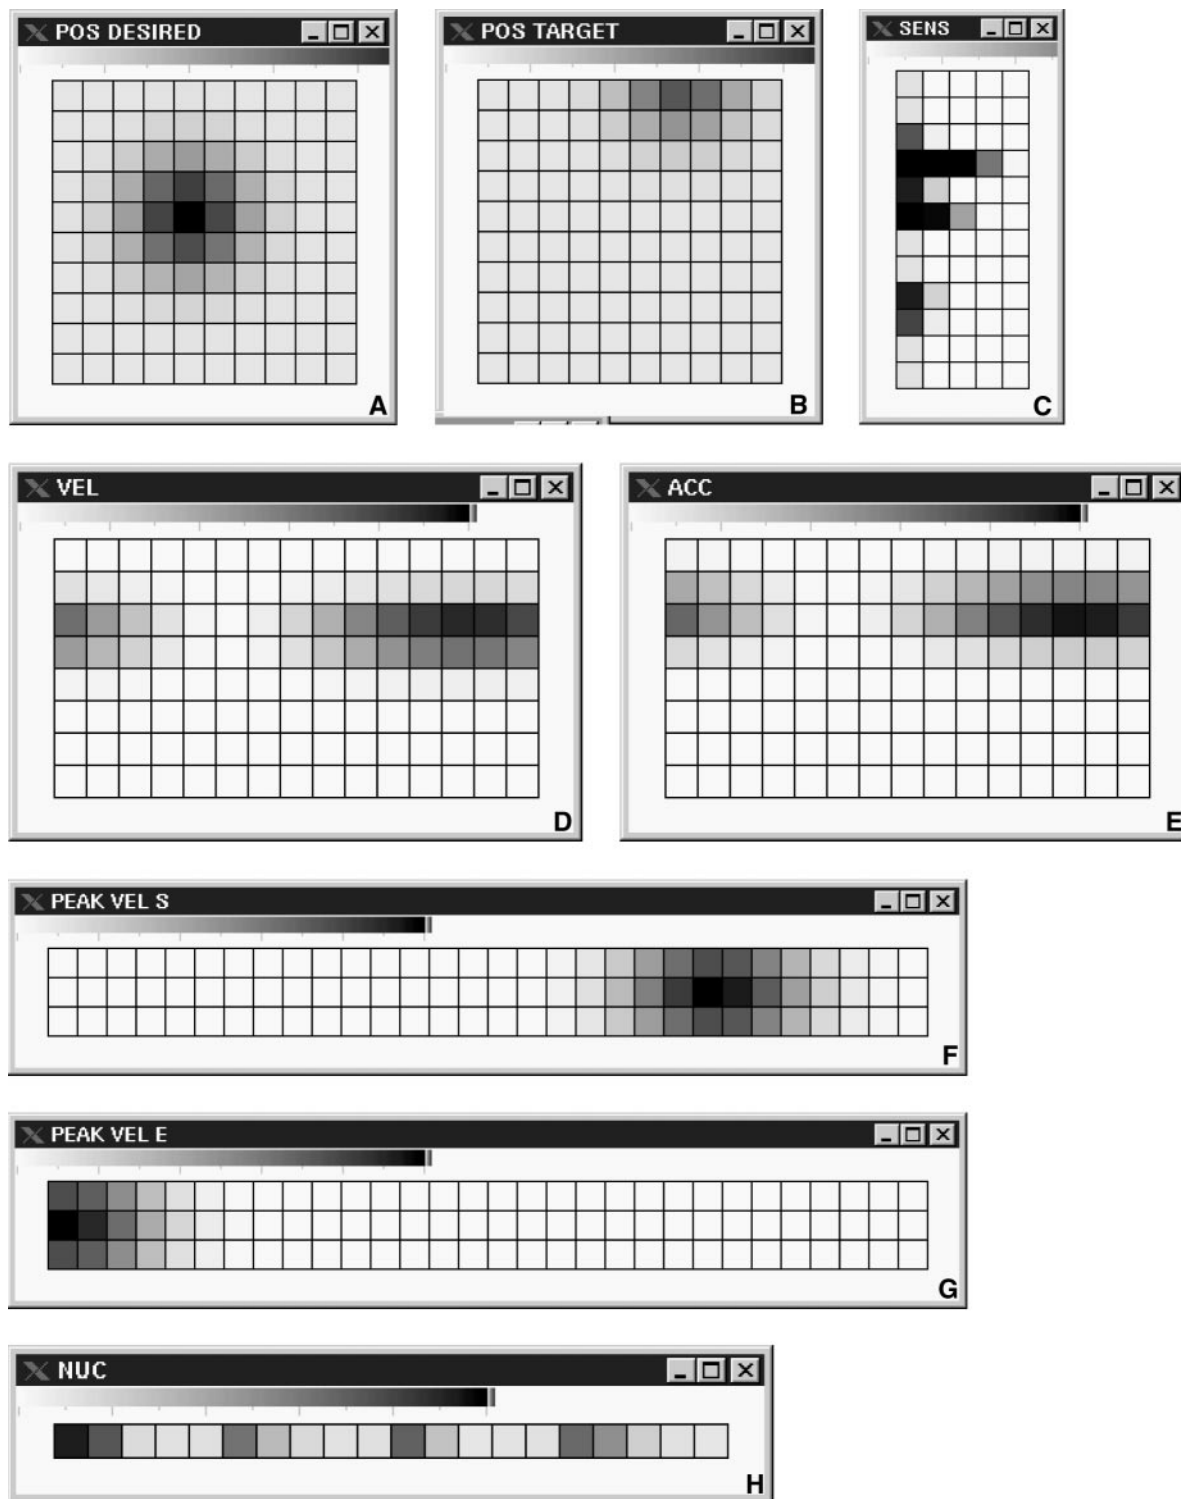 POS DESIRED
A
POS TARGET
B
SENS
C
VEL
D
ACC
E
PEAK VEL S
F
PEAK VEL E
G
NUC
H